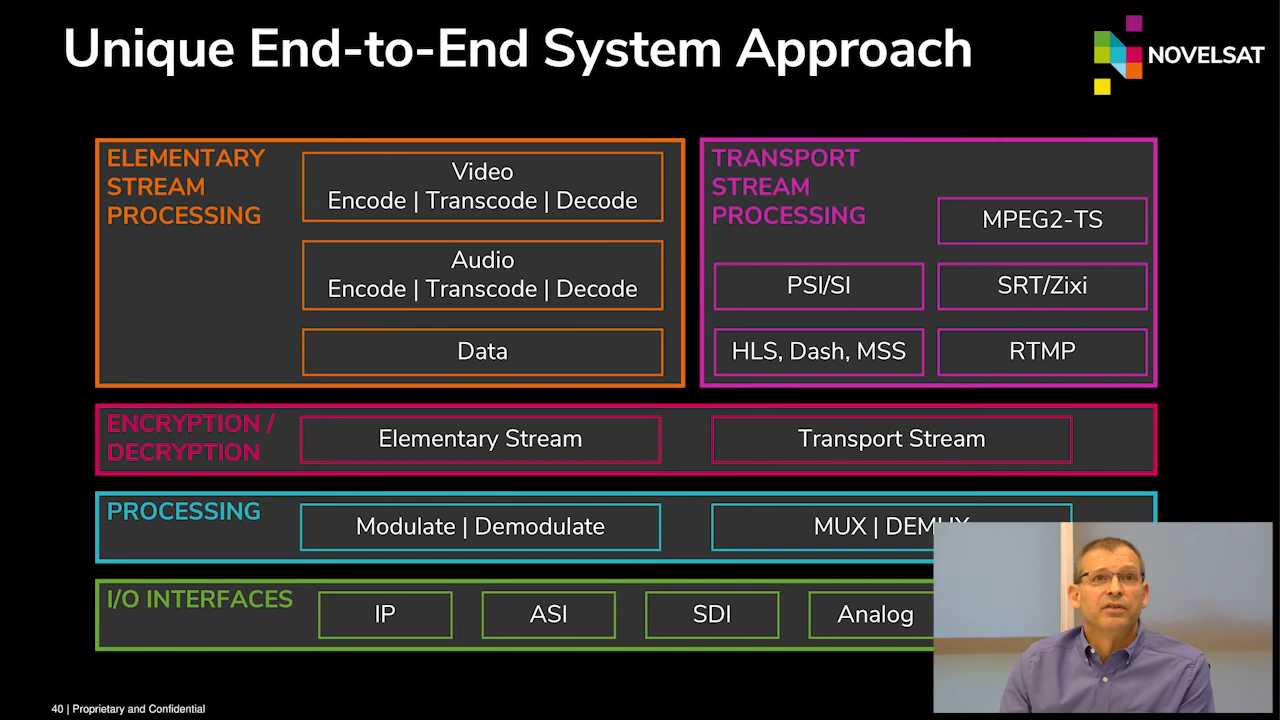 Unique End-to-End System Approach
NOVELSAT
ELEMENTARY
STREAM
PROCESSING
Video
Encode | Transcode | Decode
Audio
Encode | Transcode | Decode
Data
TRANSPORT
STREAM
PROCESSING
MPEG2-TS
PSI/SI
SRT/Zixi
HLS, Dash, MSS
RTMP
ENCRYPTION /
DECRYPTION
Elementary Stream
Transport Stream
PROCESSING
Modulate | Demodulate
MUX | DEMUX
I/O INTERFACES
IP
ASI
SDI
Analog
40 | Proprietary and Confidential